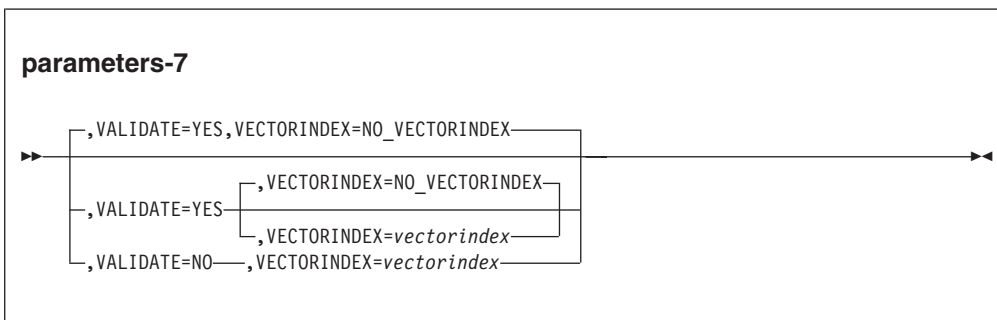 parameters-7
,VALIDATE=YES,VECTORINDEX=NO_VECTORINDEX
,VECTORINDEX=NO_VECTORINDEX
,VALIDATE=YES
,VECTORINDEX=vectorindex
,VALIDATE=NO ,VECTORINDEX=vectorindex